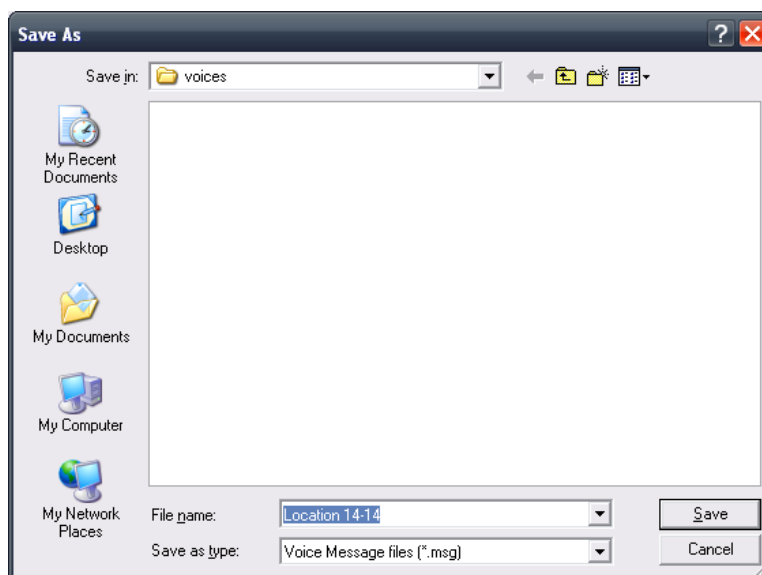 Save As
Save in: voices
My Recent
Documents
Desktop
My Documents
My Computer
My Network
Places
File name: Location 14-14 Save
Save as type: Voice Message files (*.msg) Cancel